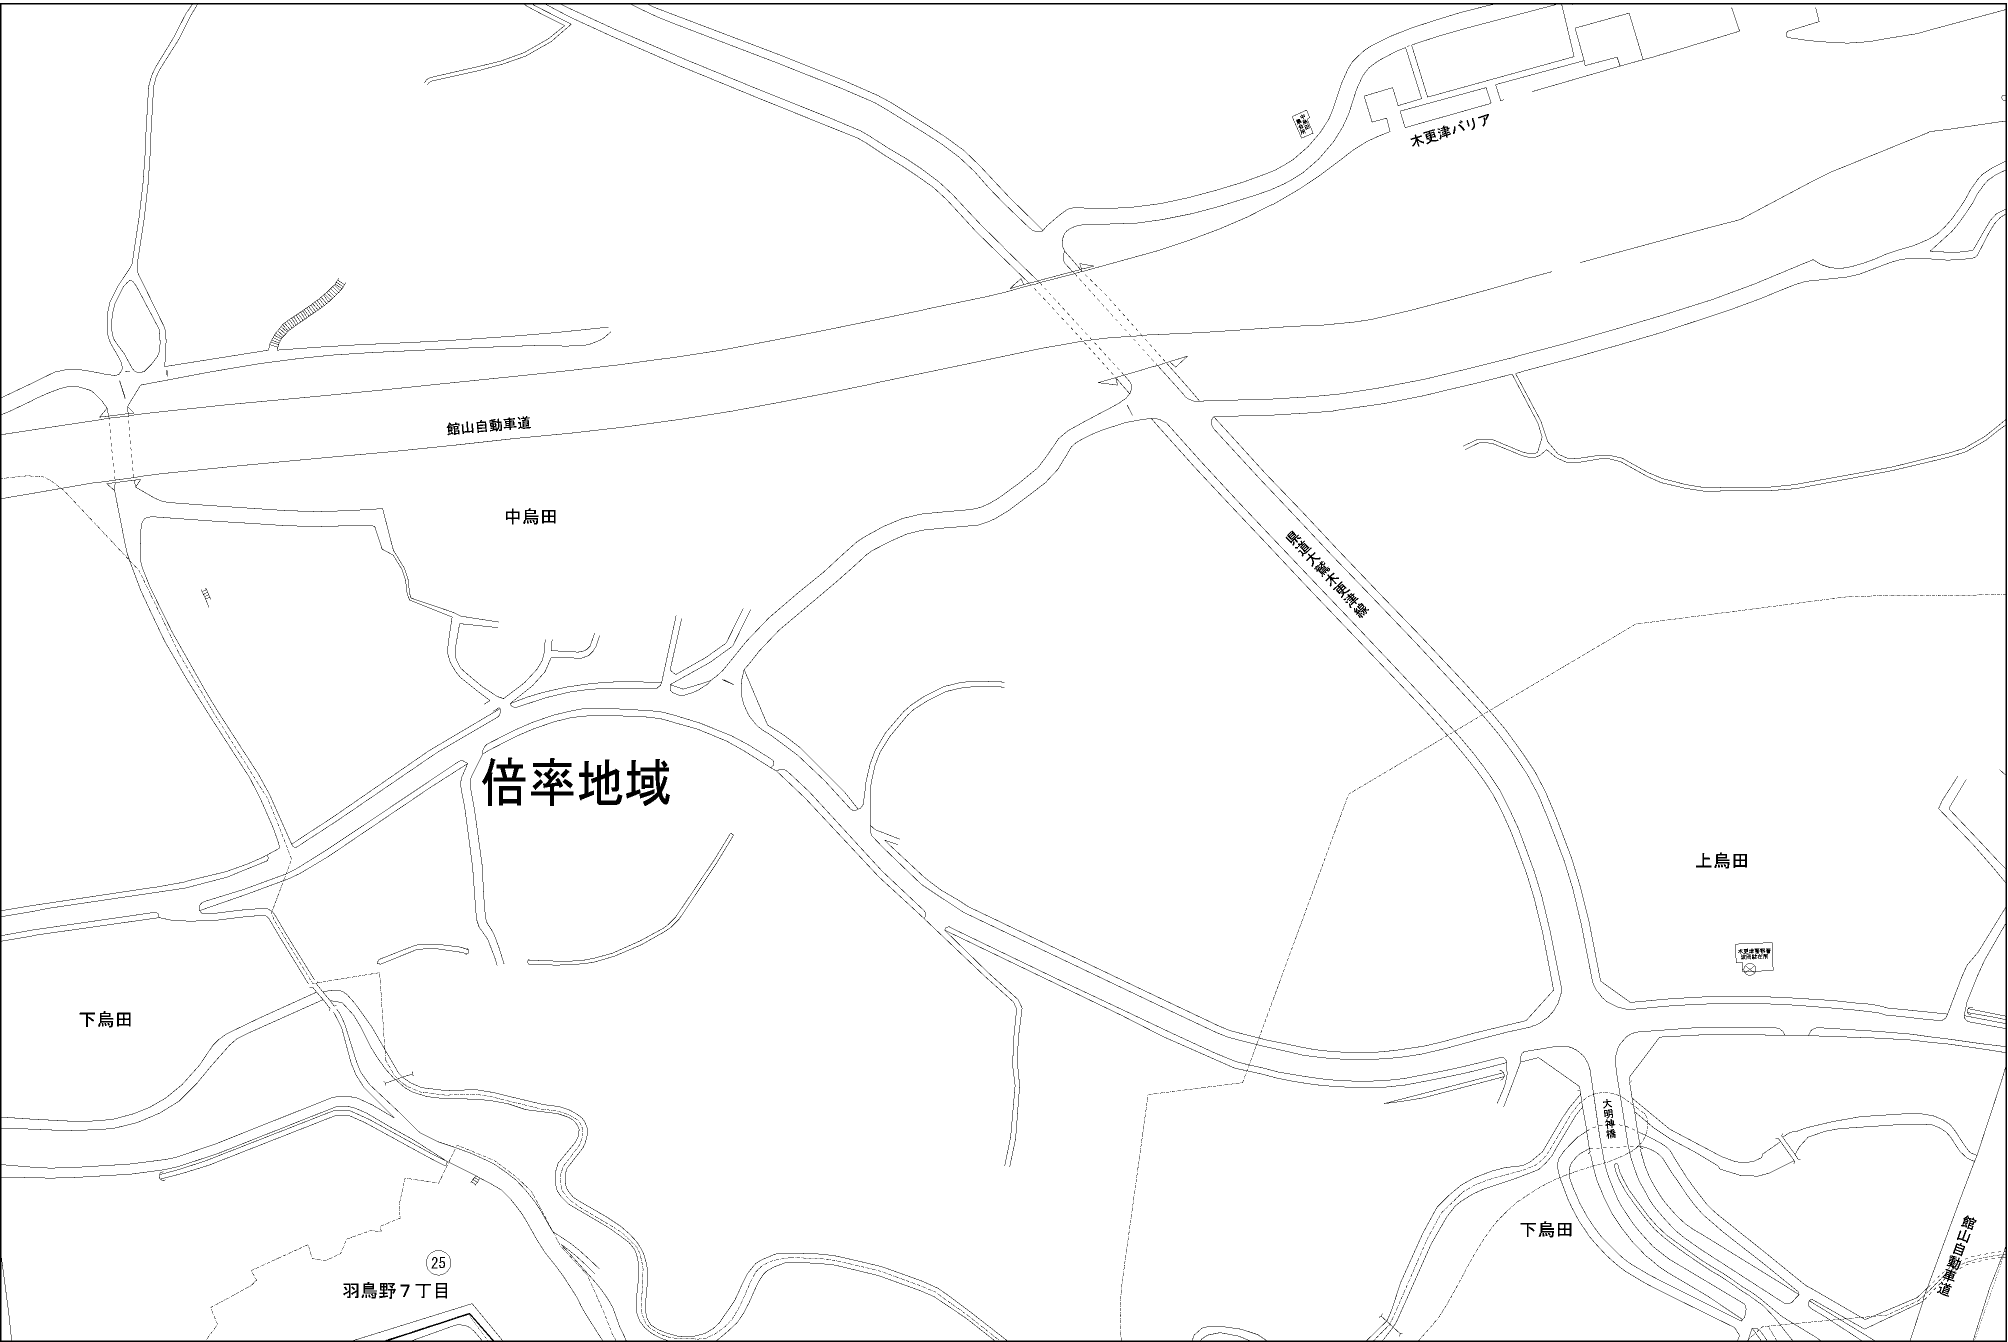 木更津バリア
館山自動車道
中烏田
県道大鷲木更津線
倍率地域
上烏田
下烏田
大明神橋
下烏田
館山自動車道
25
羽鳥野７丁目